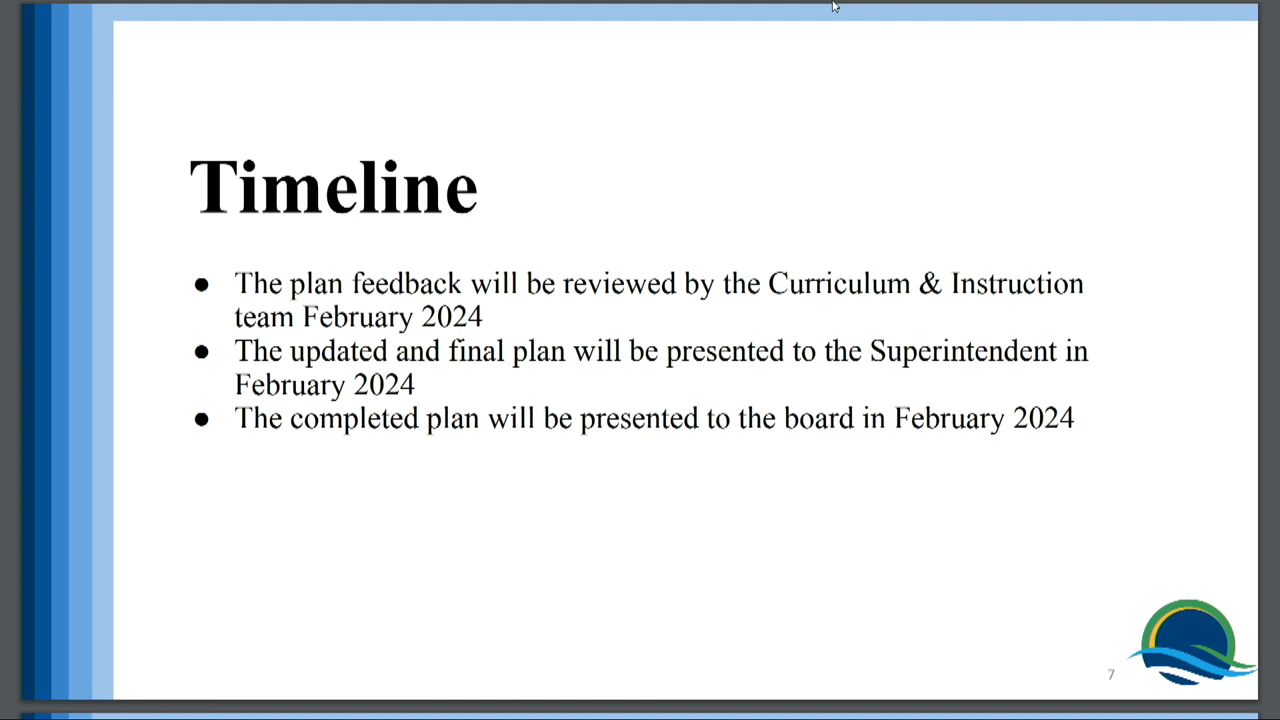 Timeline
● The plan feedback will be reviewed by the Curriculum & Instruction
team February 2024
● The updated and final plan will be presented to the Superintendent in
February 2024
● The completed plan will be presented to the board in February 2024
7